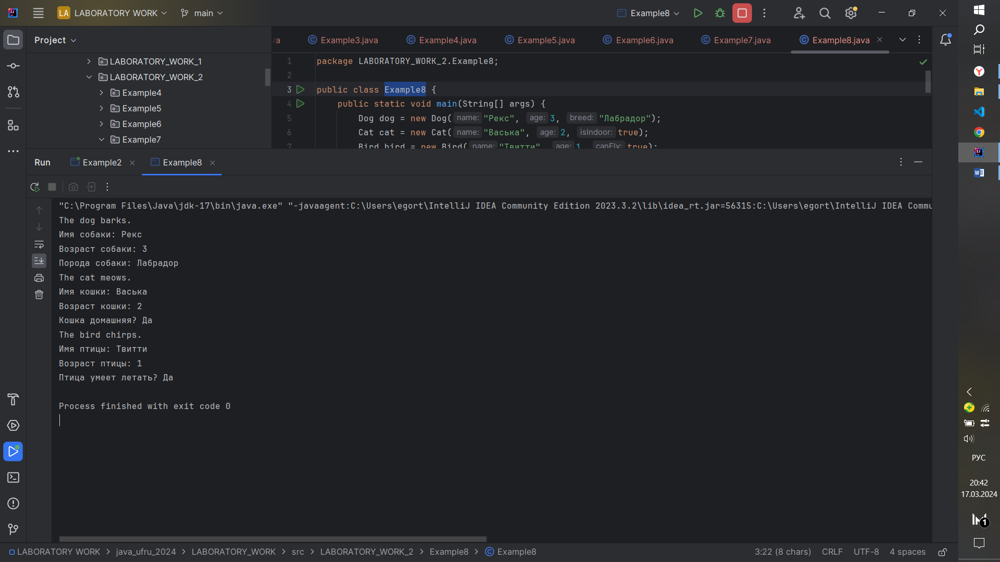 LA LABORATORY WORK main Example8
Project
Example3.java Example4.java Example5.java Example6.java Example7.java Example8.java
LABORATORY_WORK_1
LABORATORY_WORK_2
Example4
Example5
Example6
Example7
1 package LABORATORY_WORK_2.Example8;
2
3 public class Example8 {
4 public static void main(String[] args) {
5 Dog dog = new Dog( name: "Рекс", age: 3, breed: "Лабрадор");
6 Cat cat = new Cat( name: "Васька", age: 2, isIndoor: true);
7 Bird bird = new Bird( name: "Твитти", age: 1, canFly: true);
Run Example2 Example8
"C:\Program Files\Java\jdk-17\bin\java.exe" "-javaagent:C:\Users\egort\IntelliJ IDEA Community Edition 2023.3.2\lib\idea_rt.jar=56315:C:\Users\egort\IntelliJ IDEA Commu
The dog barks.
Имя собаки: Рекс
Возраст собаки: 3
Порода собаки: Лабрадор
The cat meows.
Имя кошки: Васька
Возраст кошки: 2
Кошка домашняя? Да
The bird chirps.
Имя птицы: Твитти
Возраст птицы: 1
Птица умеет летать? Да
Process finished with exit code 0
LABORATORY WORK > java_ufru_2024 > LABORATORY_WORK > src > LABORATORY_WORK_2 > Example8 > Example8
3:22 (8 chars) CRLF UTF-8 4 spaces
РУС
20:42
17.03.2024
1